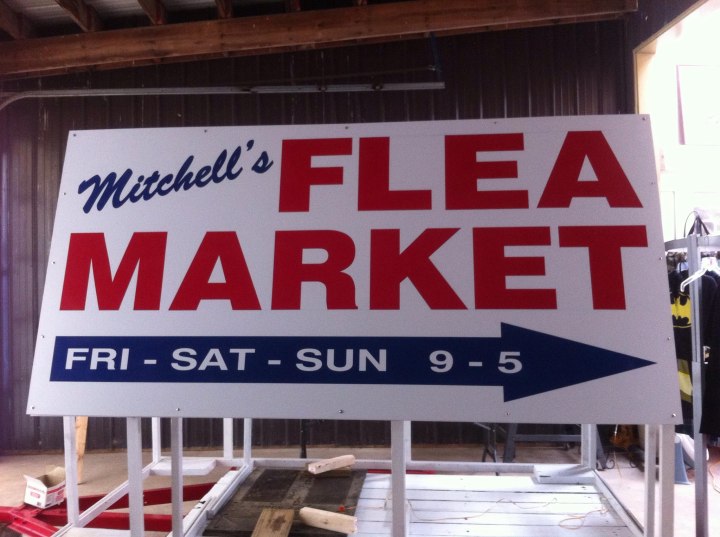 Mitchell's FLEA
MARKET
FRI - SAT - SUN 9 - 5